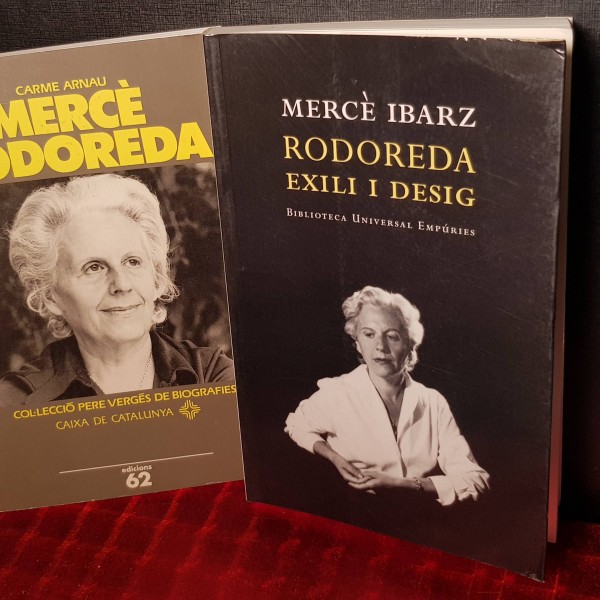 CARME ARNAU
MERCÈ
RODOREDA
COL·LECCIÓ PERE VERGÉS DE BIOGRAFIES
CAIXA DE CATALUNYA
edicions
62
MERCÈ IBARZ
RODOREDA
EXILI I DESIG
BIBLIOTECA UNIVERSAL EMPÚRIES